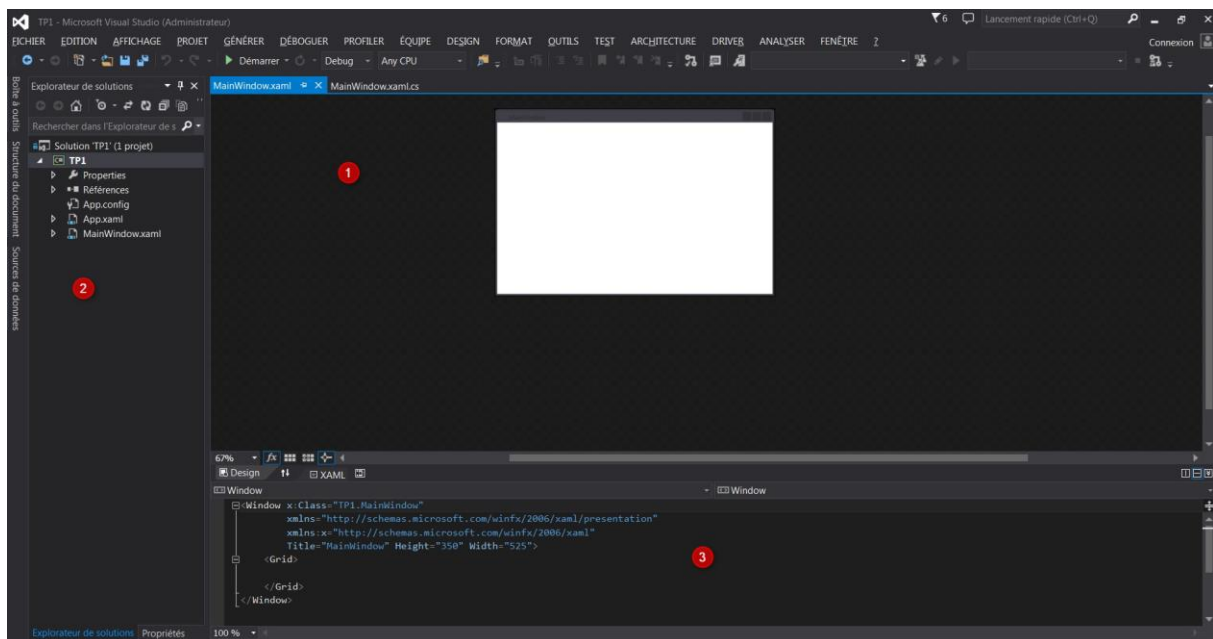 TP1 - Microsoft Visual Studio (Administrateur)
6
Lancement rapide (Ctrl+Q)
FICHIER EDITION AFFICHAGE PROJET GÉNÉRER DÉBOGUER PROFILER ÉQUIPE DESIGN FORMAT OUTILS TEST ARCHITECTURE DRIVER ANALYSER FENÊTRE ?
Connexion
Démarrer Debug Any CPU
Explorateur de solutions
MainWindow.xaml MainWindow.xaml.cs
Rechercher dans l'Explorateur de s
Solution 'TP1' (1 projet)
TP1
Properties
Références
App.config
App.xaml
MainWindow.xaml
Boîte à outils
Structure du document
Sources de données
1
2
67% fx
Design XAML
Window Window
<Window x:Class="TP1.MainWindow"
xmlns="http://schemas.microsoft.com/winfx/2006/xaml/presentation"
xmlns:x="http://schemas.microsoft.com/winfx/2006/xaml"
Title="MainWindow" Height="350" Width="525">
<Grid>
3
</Grid>
</Window>
Explorateur de solutions Propriétés
100 %